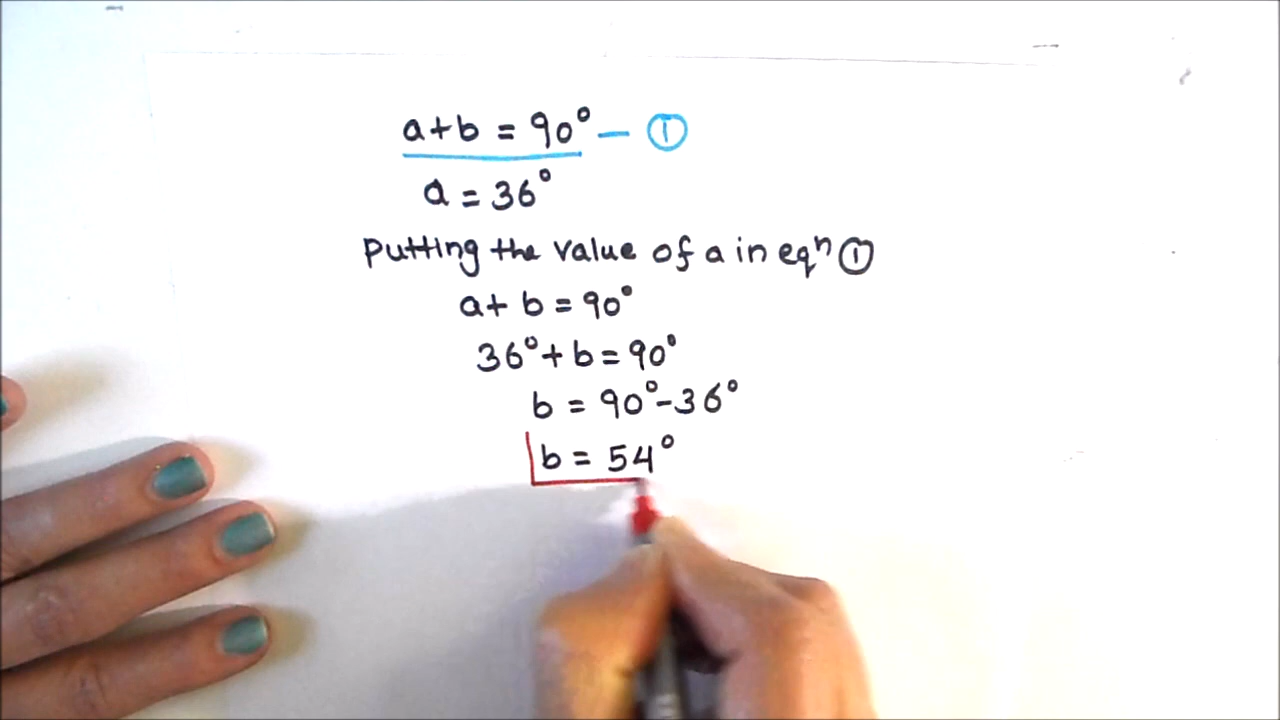 a+b = 90° — ①
a = 36°
Putting the value of a in eqⁿ ①
a+ b = 90°
36° + b = 90°
b = 90° - 36°
b = 54°